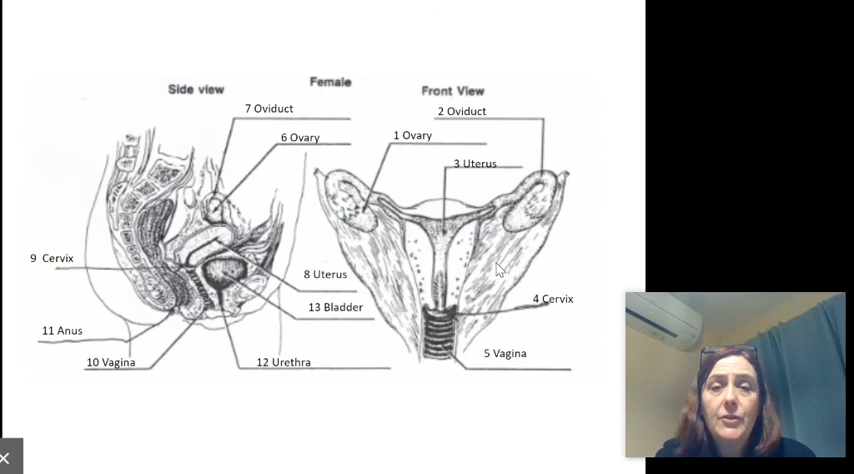 Female
Side view
Front View
7 Oviduct
2 Oviduct
6 Ovary
1 Ovary
3 Uterus
9 Cervix
8 Uterus
4 Cervix
13 Bladder
11 Anus
10 Vagina
12 Urethra
5 Vagina